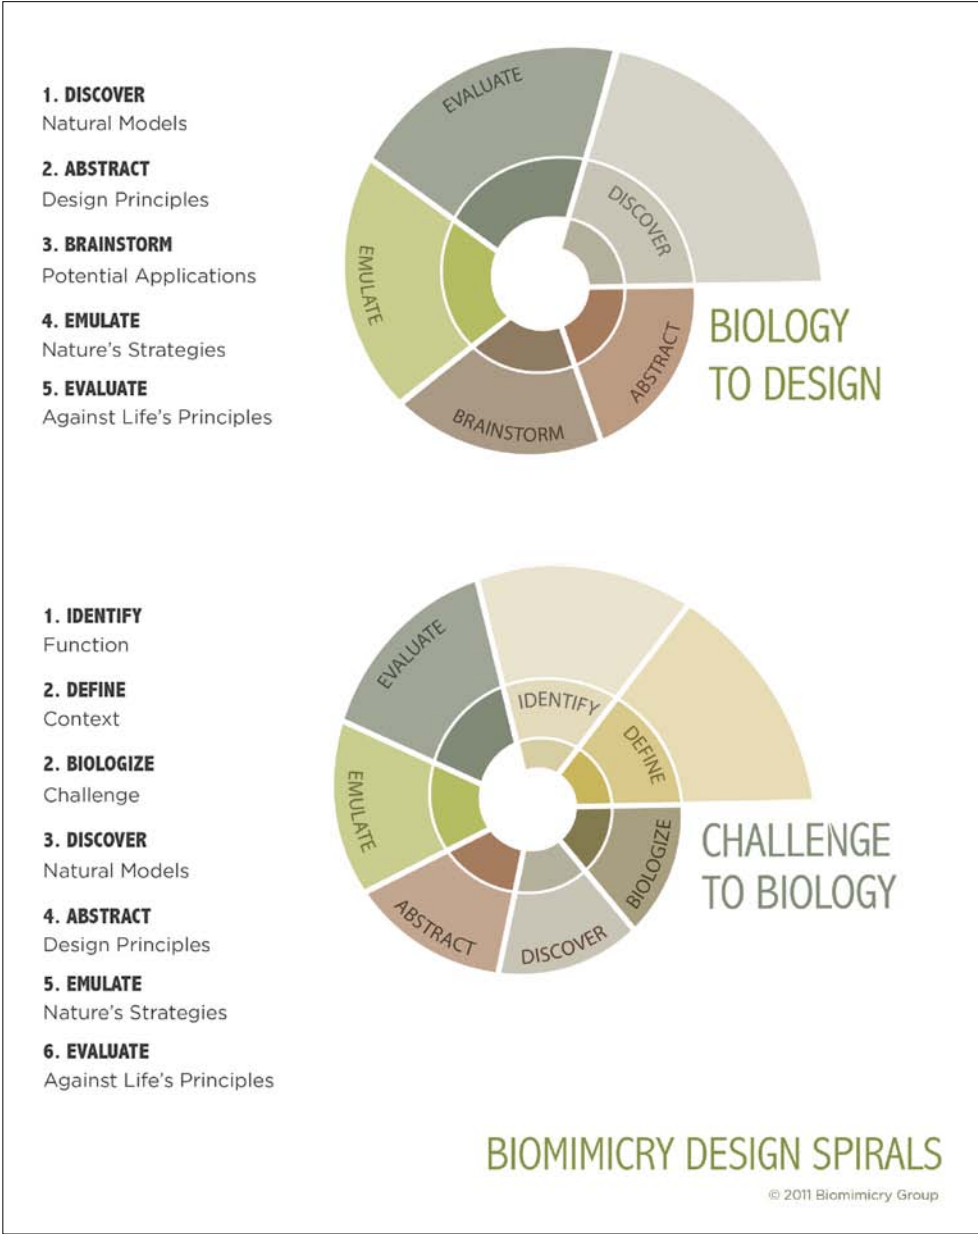 1. DISCOVER
Natural Models
2. ABSTRACT
Design Principles
3. BRAINSTORM
Potential Applications
4. EMULATE
Nature's Strategies
5. EVALUATE
Against Life's Principles
EVALUATE
DISCOVER
EMULATE
ABSTRACT
BRAINSTORM
BIOLOGY
TO DESIGN
1. IDENTIFY
Function
2. DEFINE
Context
2. BIOLOGIZE
Challenge
3. DISCOVER
Natural Models
4. ABSTRACT
Design Principles
5. EMULATE
Nature's Strategies
6. EVALUATE
Against Life's Principles
EVALUATE
IDENTIFY
DEFINE
EMULATE
BIOLOGIZE
ABSTRACT
DISCOVER
CHALLENGE
TO BIOLOGY
BIOMIMICRY DESIGN SPIRALS
© 2011 Biomimicry Group